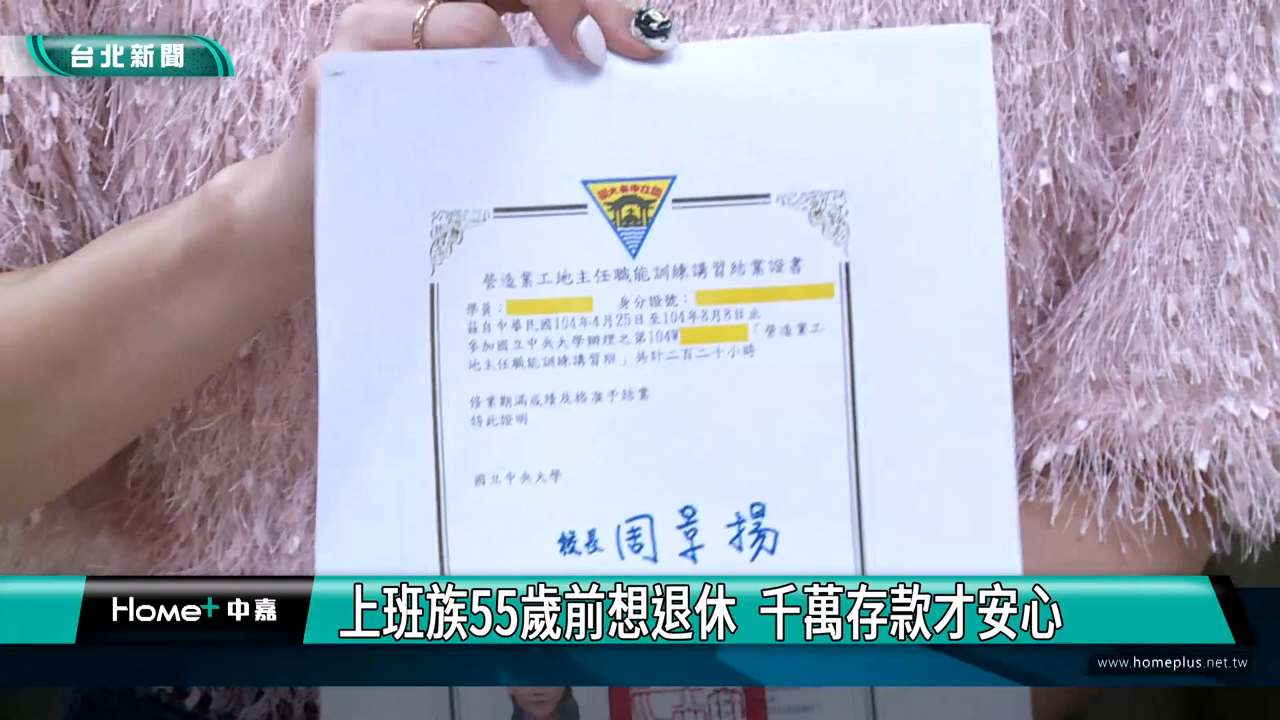 台北新聞
國立中央大學
營造業工地主任職能訓練講習結業證書
學員： 身分證號：
茲自中華民國104年4月25日至104年8月8日止
參加國立中央大學辦理之第104W 「營造業工
地主任職能訓練講習班」共計二百二十小時
修業期滿成績及格准予結業
特此證明
國立中央大學
校長 周景揚
Home+中嘉
上班族55歲前想退休 千萬存款才安心
www.homeplus.net.tw